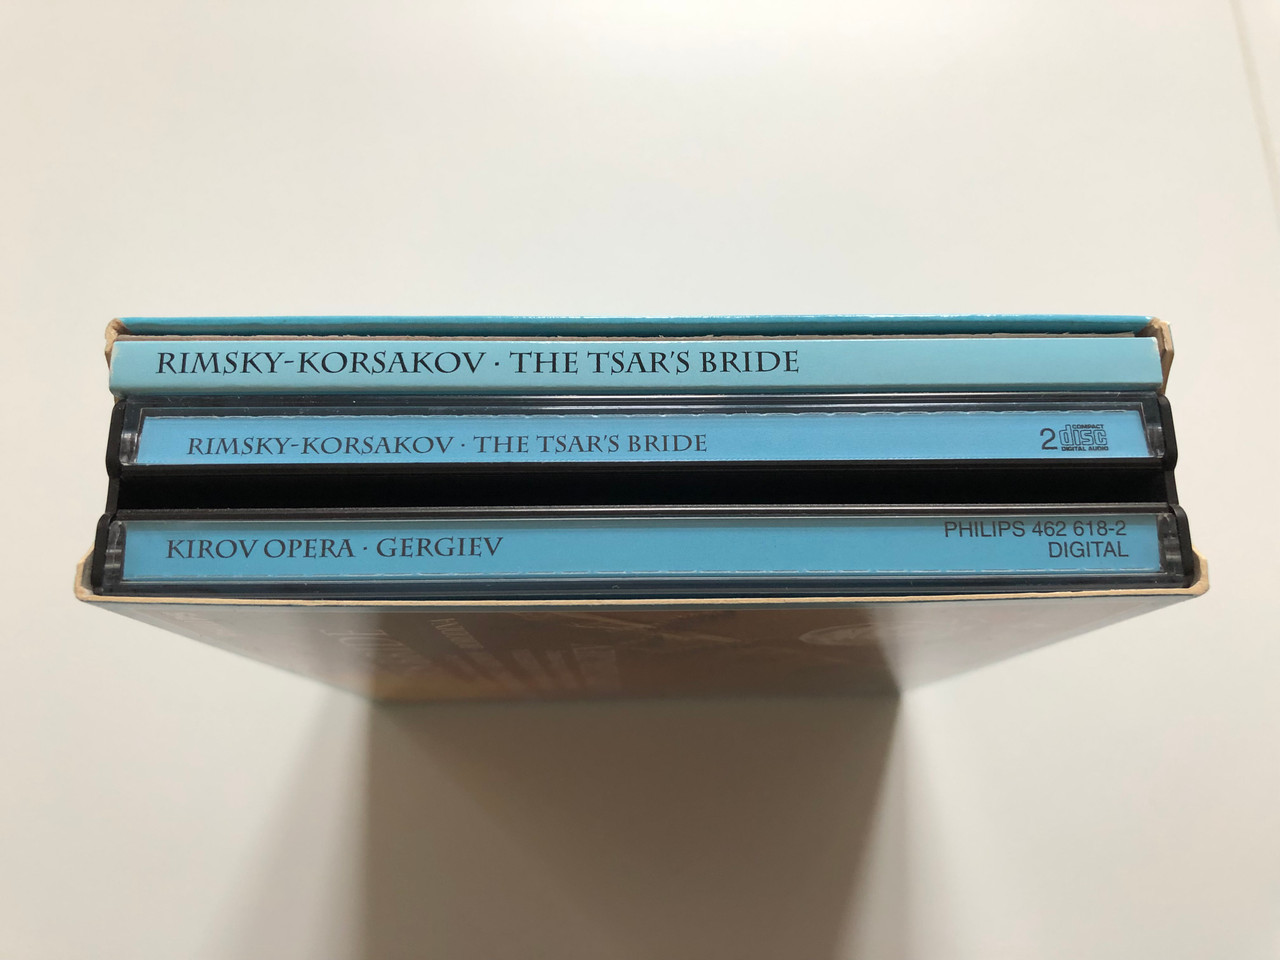 RIMSKY-KORSAKOV · THE TSAR'S BRIDE
RIMSKY-KORSAKOV · THE TSAR'S BRIDE
2 COMPACT disc DIGITAL AUDIO
KIROV OPERA · GERGIEV
PHILIPS 462 618-2
DIGITAL